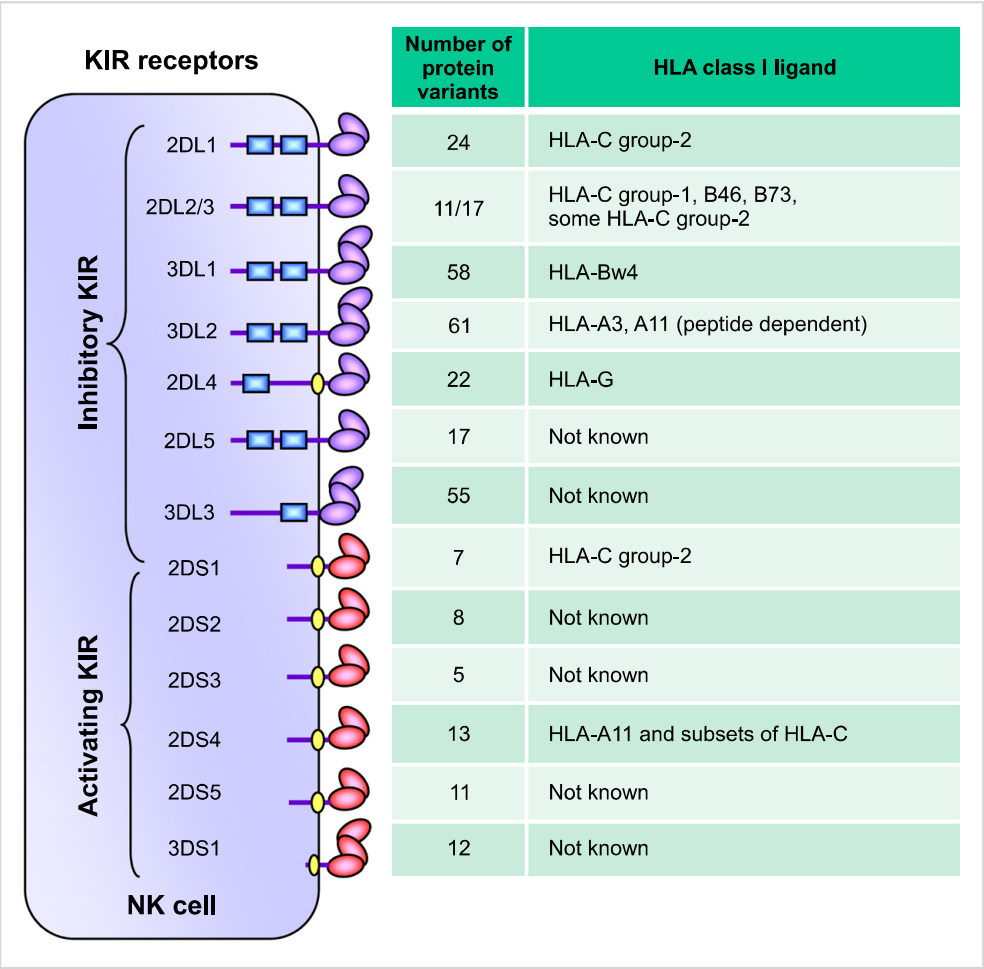 KIR receptors
Number of
protein
variants
HLA class I ligand
Inhibitory KIR
2DL1
24
HLA-C group-2
2DL2/3
11/17
HLA-C group-1, B46, B73,
some HLA-C group-2
3DL1
58
HLA-Bw4
3DL2
61
HLA-A3, A11 (peptide dependent)
2DL4
22
HLA-G
2DL5
17
Not known
3DL3
55
Not known
Activating KIR
2DS1
7
HLA-C group-2
2DS2
8
Not known
2DS3
5
Not known
2DS4
13
HLA-A11 and subsets of HLA-C
2DS5
11
Not known
3DS1
12
Not known
NK cell